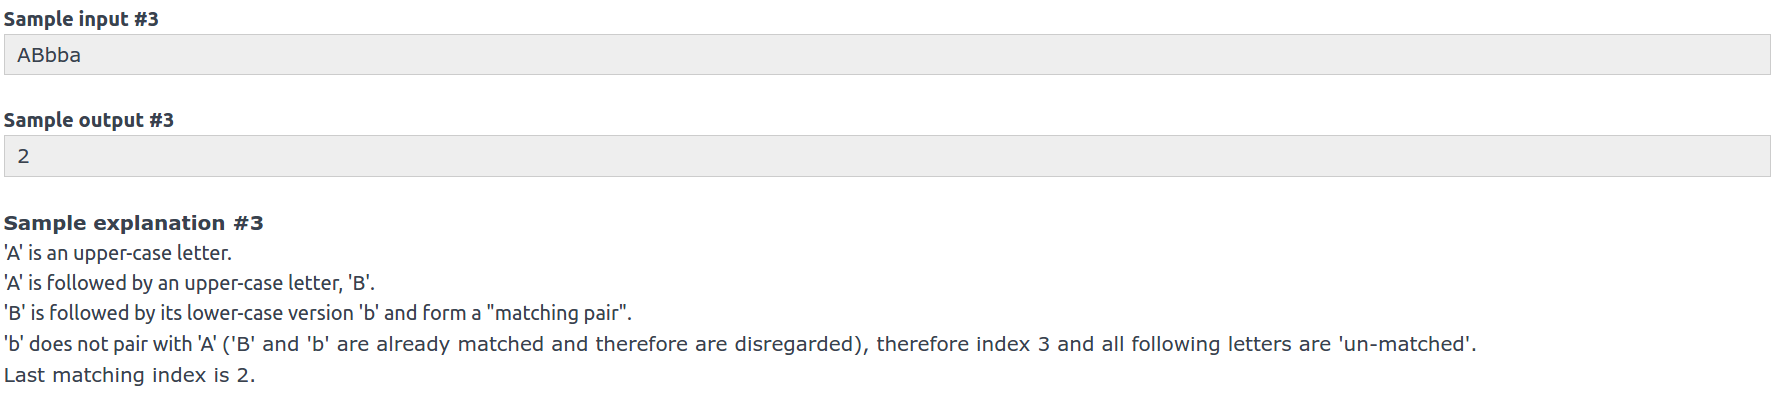 Sample input #3
ABbba
Sample output #3
2
Sample explanation #3
'A' is an upper-case letter.
'A' is followed by an upper-case letter, 'B'.
'B' is followed by its lower-case version 'b' and form a "matching pair".
'b' does not pair with 'A' ('B' and 'b' are already matched and therefore are disregarded), therefore index 3 and all following letters are 'un-matched'.
Last matching index is 2.